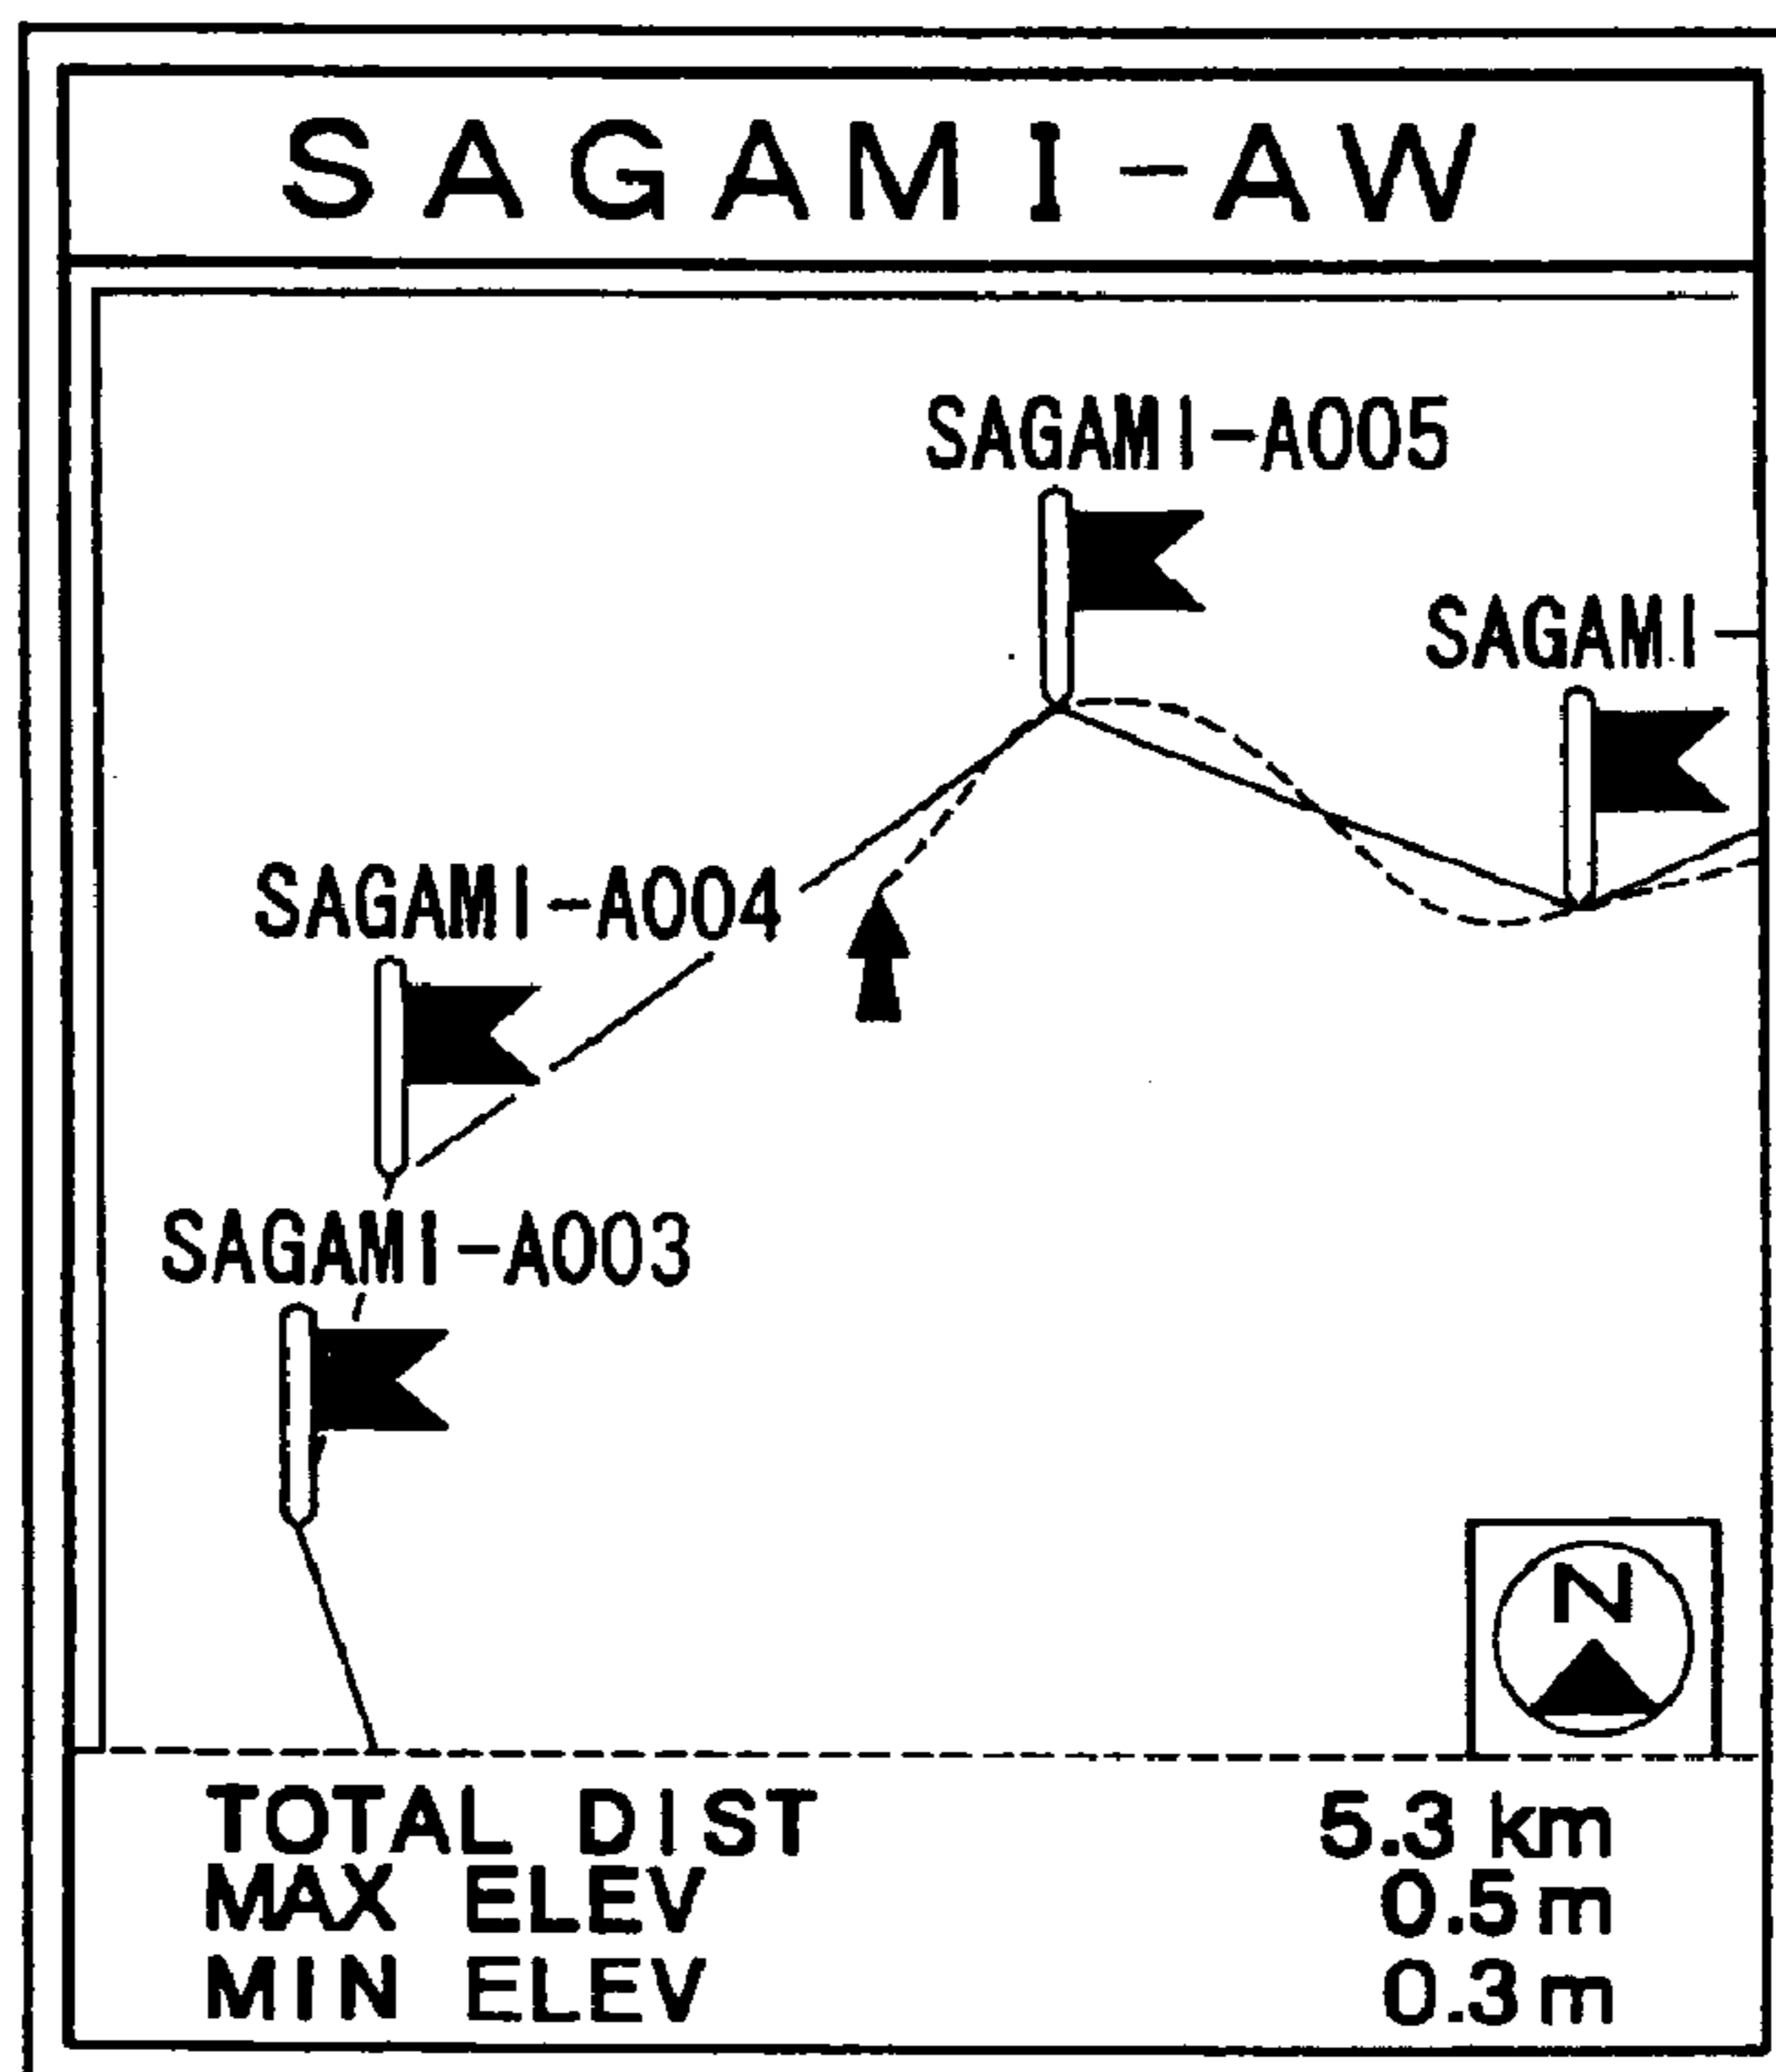 SAGAMI-AW
SAGAMI-A005
SAGAMI-
SAGAMI-A004
SAGAMI-A003
N
TOTAL DIST 5.3 km
MAX ELEV 0.5 m
MIN ELEV 0.3 m